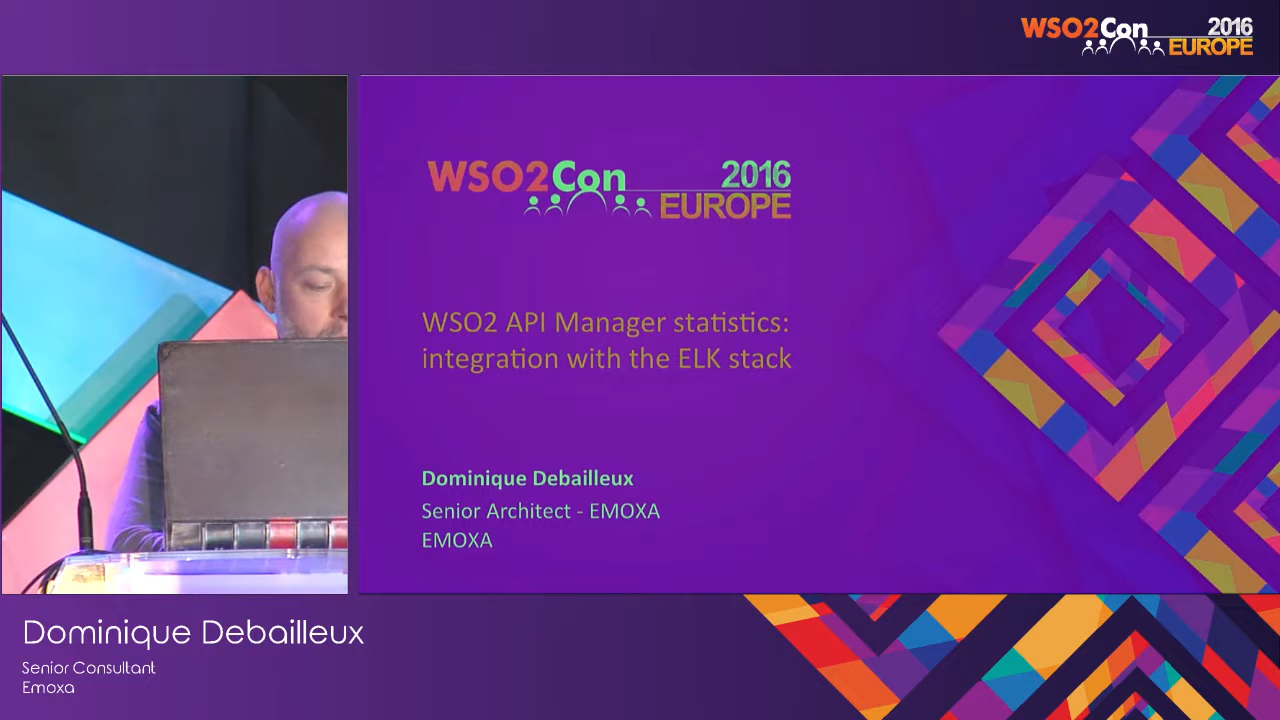 WSO2Con 2016
EUROPE
WSO2Con 2016
EUROPE
WSO2 API Manager statistics:
integration with the ELK stack
Dominique Debailleux
Senior Architect - EMOXA
EMOXA
Dominique Debailleux
Senior Consultant
Emoxa